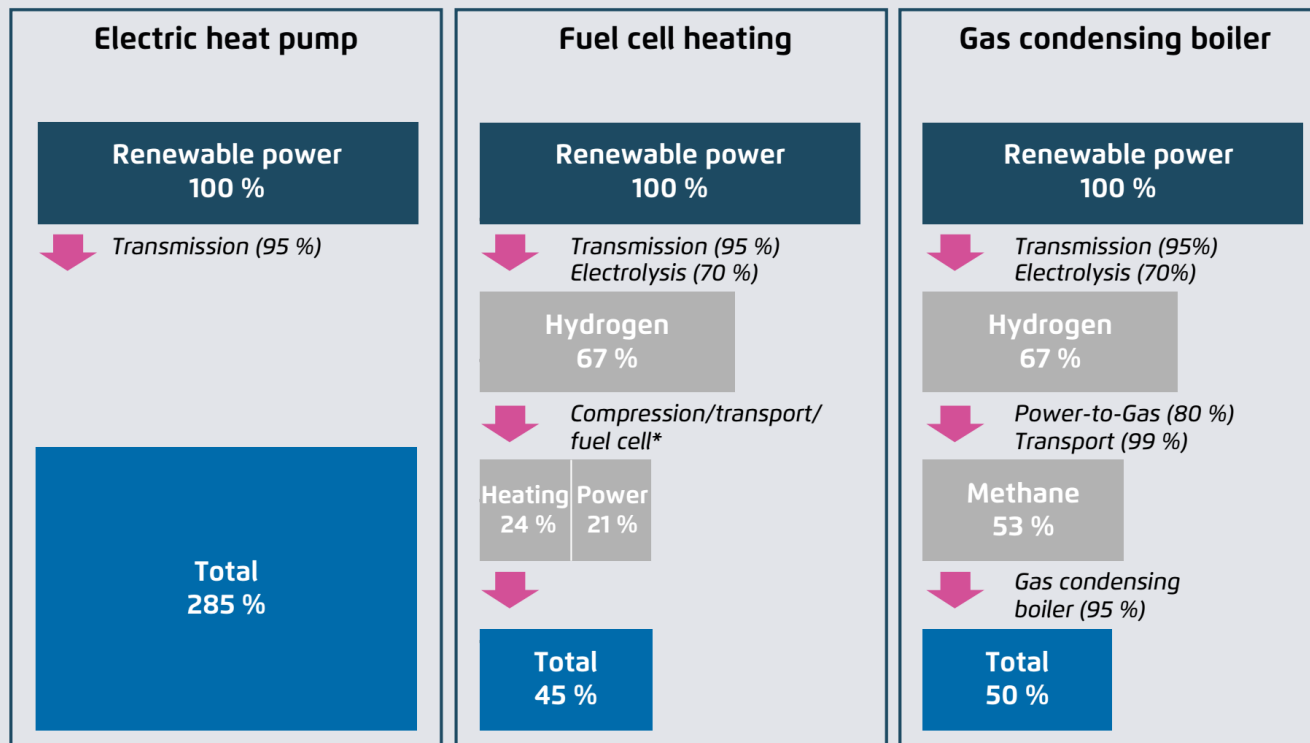 Electric heat pump
Renewable power
100 %
Transmission (95 %)
Total
285 %
Fuel cell heating
Renewable power
100 %
Transmission (95 %)
Electrolysis (70 %)
Hydrogen
67 %
Compression/transport/
fuel cell*
Heating
24 %
Power
21 %
Total
45 %
Gas condensing boiler
Renewable power
100 %
Transmission (95%)
Electrolysis (70%)
Hydrogen
67 %
Power-to-Gas (80 %)
Transport (99 %)
Methane
53 %
Gas condensing
boiler (95 %)
Total
50 %